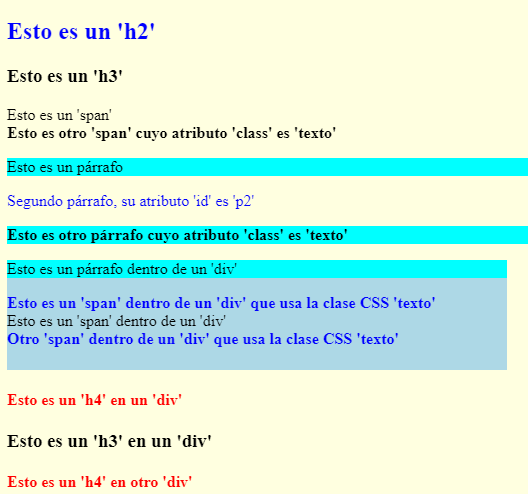 Esto es un 'h2'
Esto es un 'h3'
Esto es un 'span'
Esto es otro 'span' cuyo atributo 'class' es 'texto'
Esto es un párrafo
Segundo párrafo, su atributo 'id' es 'p2'
Esto es otro párrafo cuyo atributo 'class' es 'texto'
Esto es un párrafo dentro de un 'div'
Esto es un 'span' dentro de un 'div' que usa la clase CSS 'texto'
Esto es un 'span' dentro de un 'div'
Otro 'span' dentro de un 'div' que usa la clase CSS 'texto'
Esto es un 'h4' en un 'div'
Esto es un 'h3' en un 'div'
Esto es un 'h4' en otro 'div'